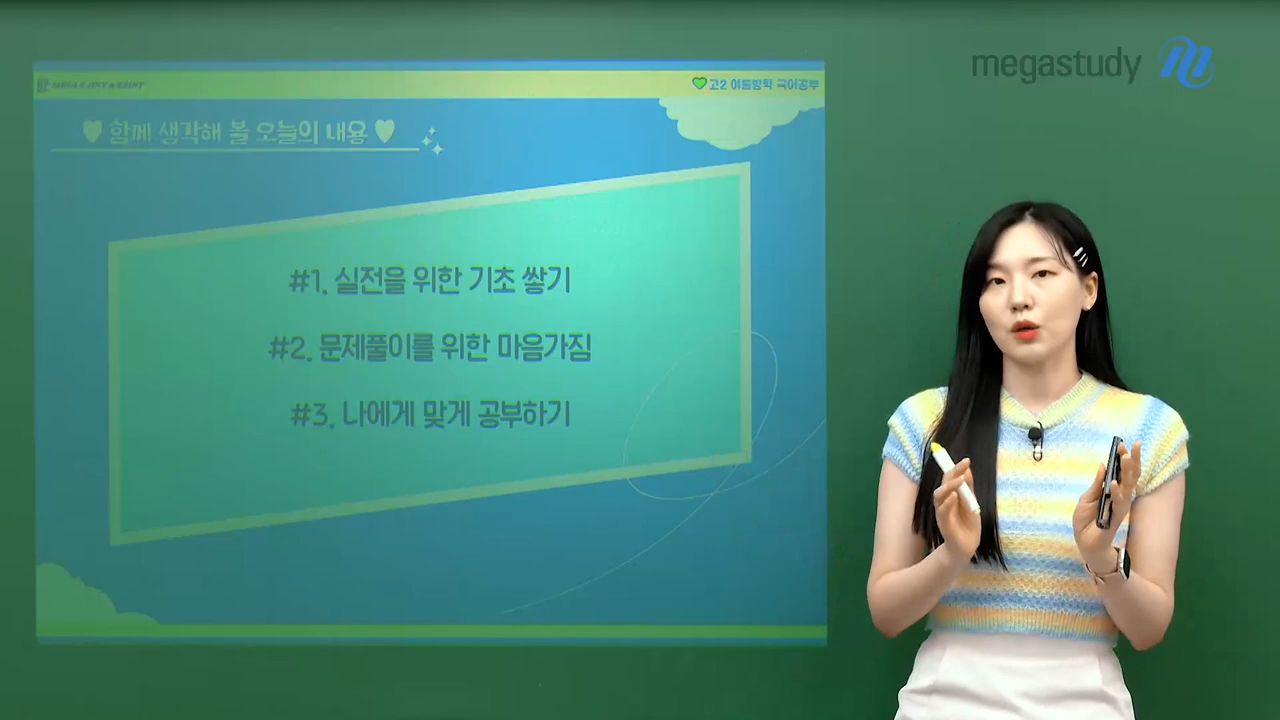 megastudy
♥고2 여름방학 국어공부
♥ 함께 생각해 볼 오늘의 내용 ♥
#1. 실전을 위한 기초 쌓기
#2. 문제풀이를 위한 마음가짐
#3. 나에게 맞게 공부하기